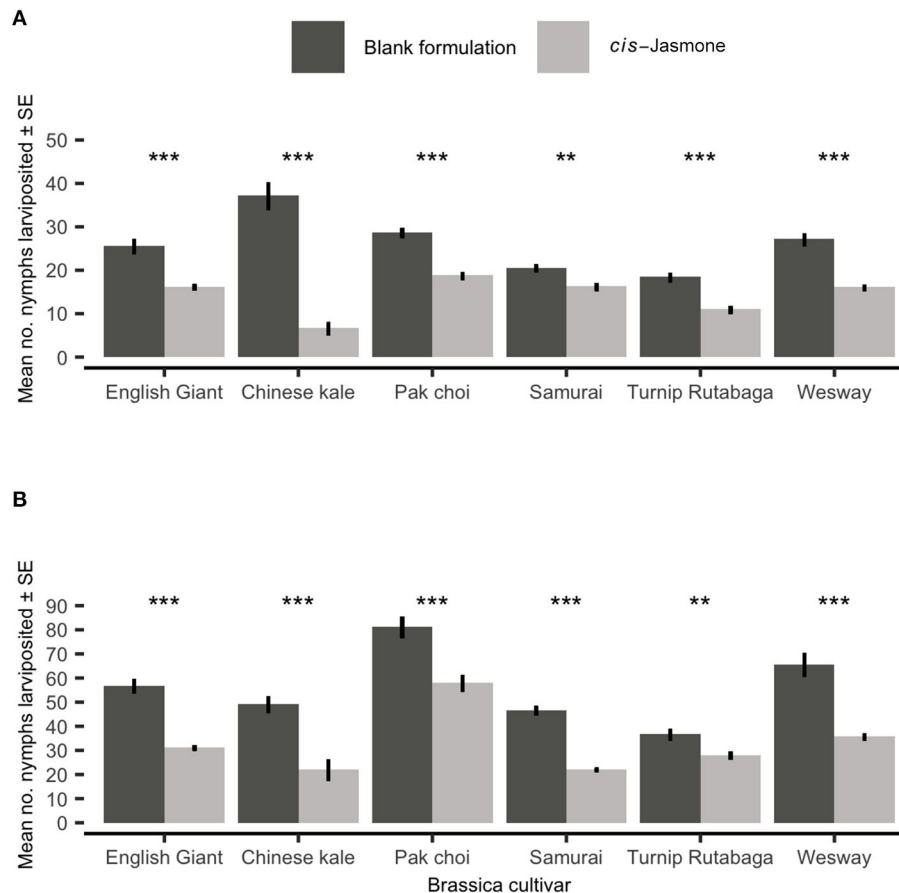 A
Blank formulation
cis-Jasmone
Mean no. nymphs larviposited ± SE
50
40
30
20
10
0
***
***
***
**
***
***
English Giant
Chinese kale
Pak choi
Samurai
Turnip Rutabaga
Wesway
B
Mean no. nymphs larviposited ± SE
90
80
70
60
50
40
30
20
10
0
***
***
***
***
**
***
English Giant
Chinese kale
Pak choi
Samurai
Turnip Rutabaga
Wesway
Brassica cultivar